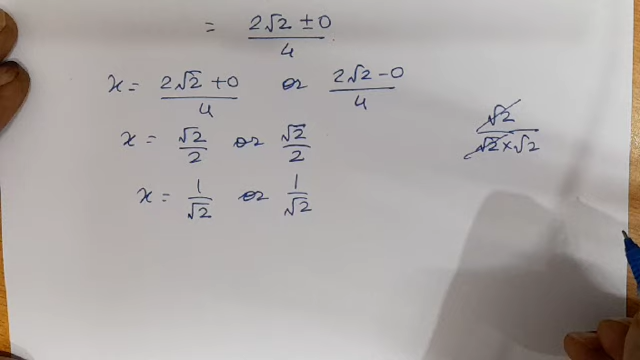 = (2√2 ± 0)/4
x = (2√2 + 0)/4 or (2√2 - 0)/4
x = √2/2 or √2/2
x = 1/√2 or 1/√2
√2/(√2 × √2)